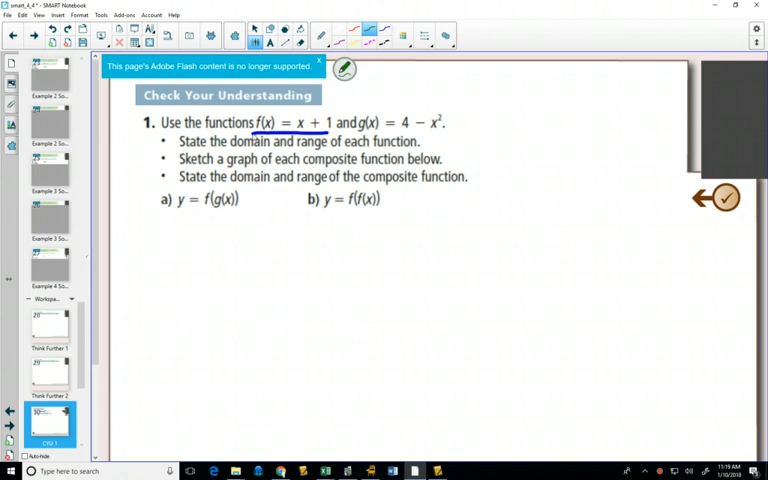 smart_4_4 * - SMART Notebook
File Edit View Insert Format Tools Add-ons Account Help
This page's Adobe Flash content is no longer supported. X
Check Your Understanding
1. Use the functions f(x) = x + 1 and g(x) = 4 − x².
• State the domain and range of each function.
• Sketch a graph of each composite function below.
• State the domain and range of the composite function.
a) y = f(g(x)) b) y = f(f(x))
Example 2 So...
Example 2 So...
Example 3 So...
Example 3 So...
27
Example 4 So...
Workspa...
28
Think Further 1
29
Think Further 2
30
CYU 1
Auto-hide
Type here to search
11:19 AM
1/10/2018